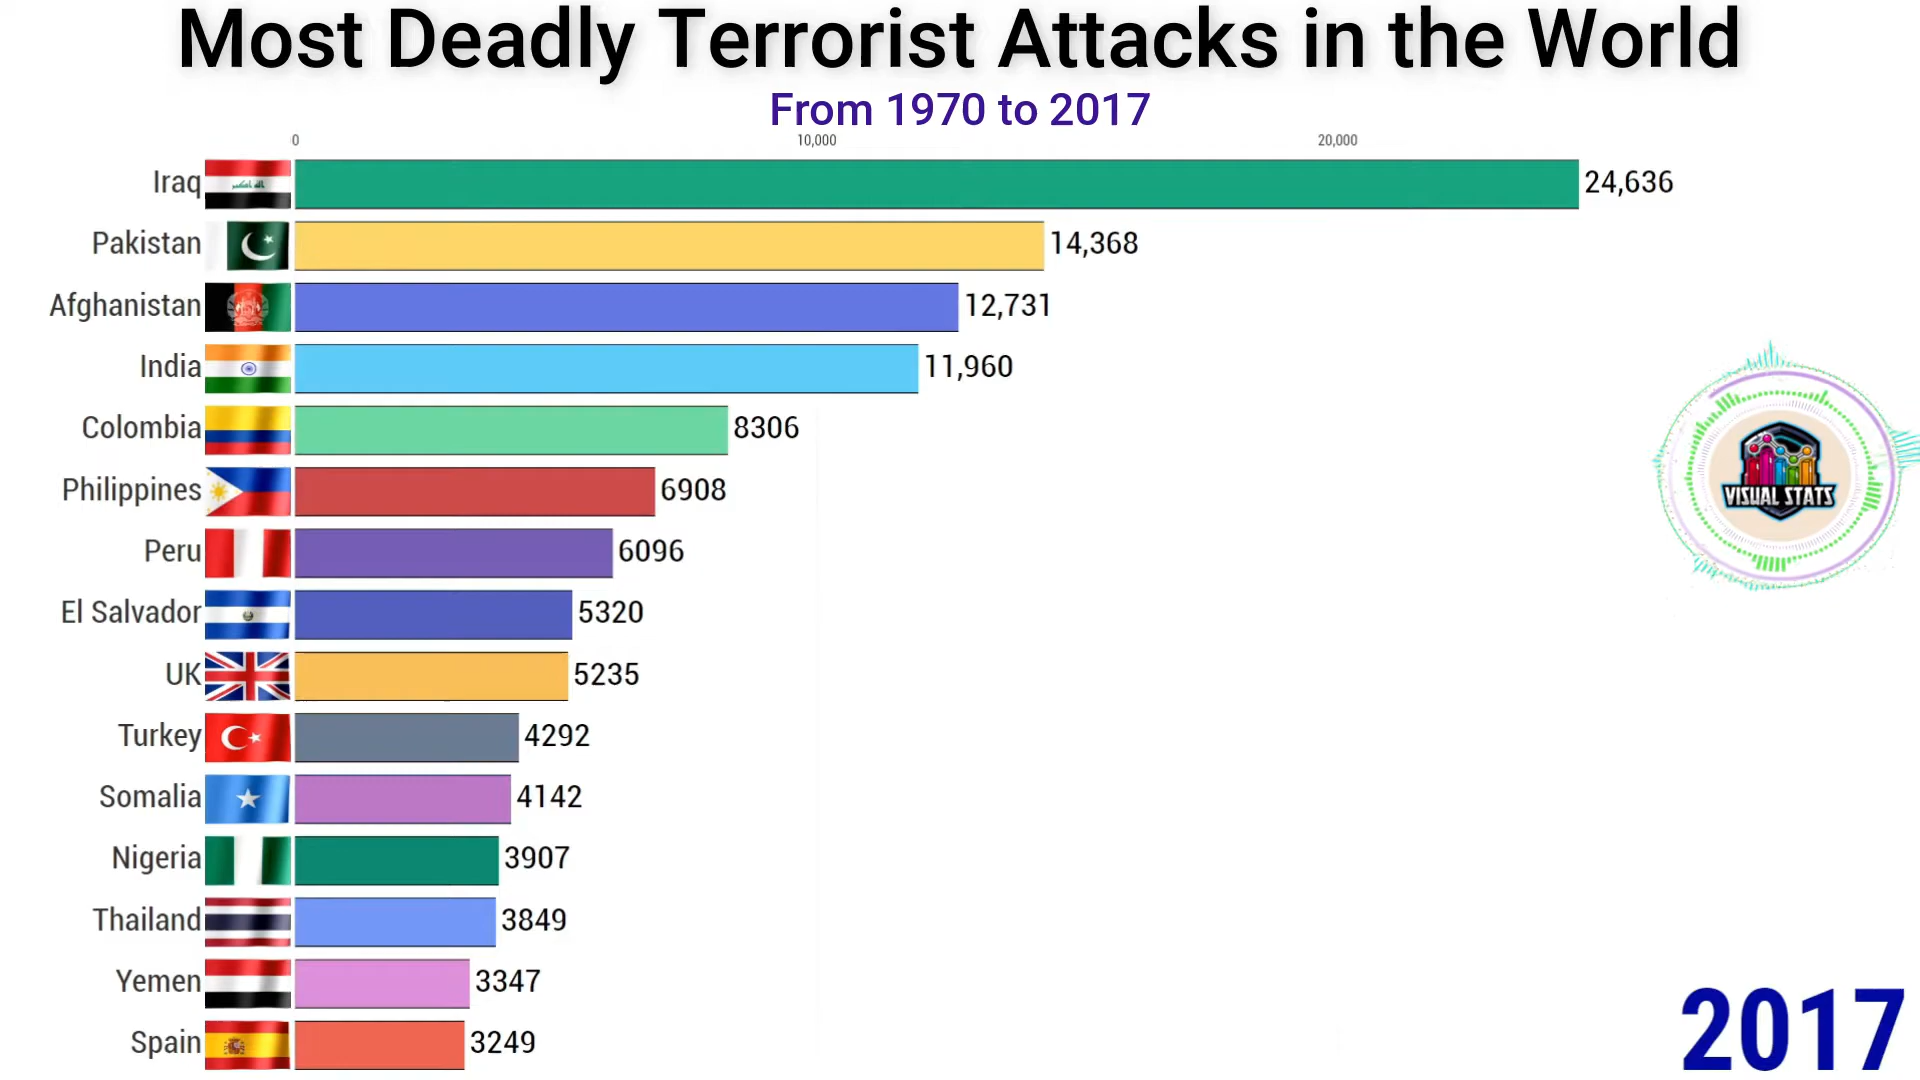 Most Deadly Terrorist Attacks in the World
From 1970 to 2017
0 10,000 20,000
Iraq 24,636
Pakistan 14,368
Afghanistan 12,731
India 11,960
Colombia 8306
Philippines 6908
Peru 6096
El Salvador 5320
UK 5235
Turkey 4292
Somalia 4142
Nigeria 3907
Thailand 3849
Yemen 3347
Spain 3249
VISUAL STATS
2017